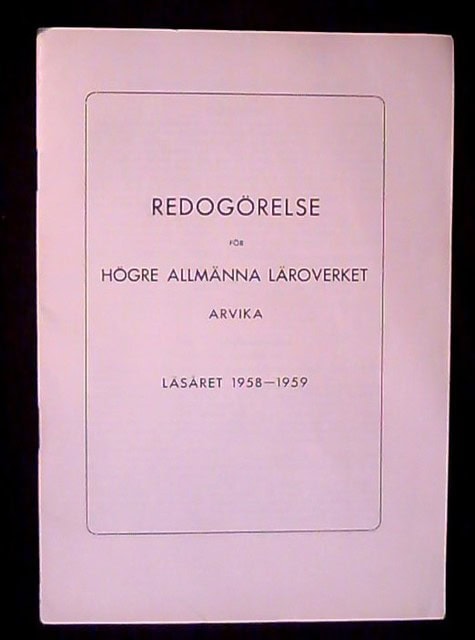 REDOGÖRELSE
FÖR
HÖGRE ALLMÄNNA LÄROVERKET
ARVIKA
LÄSÅRET 1958—1959